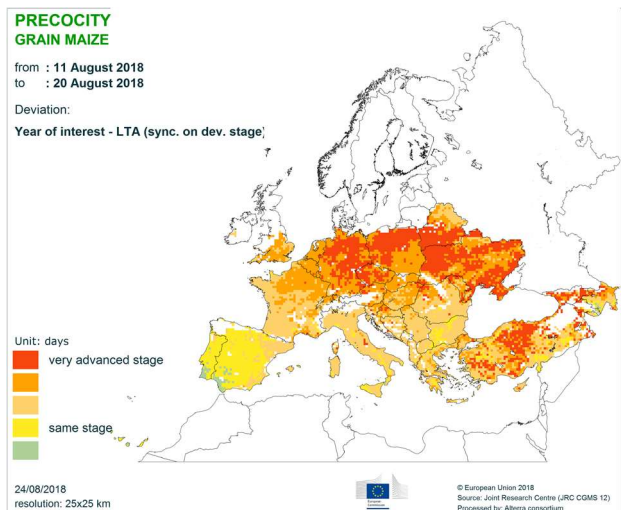 PRECOCITY
GRAIN MAIZE
from : 11 August 2018
to : 20 August 2018
Deviation:
Year of interest - LTA (sync. on dev. stage)
Unit: days
very advanced stage
same stage
24/08/2018
resolution: 25x25 km
European
Commission
© European Union 2018
Source: Joint Research Centre (JRC CGMS 12)
Processed by: Alterra consortium